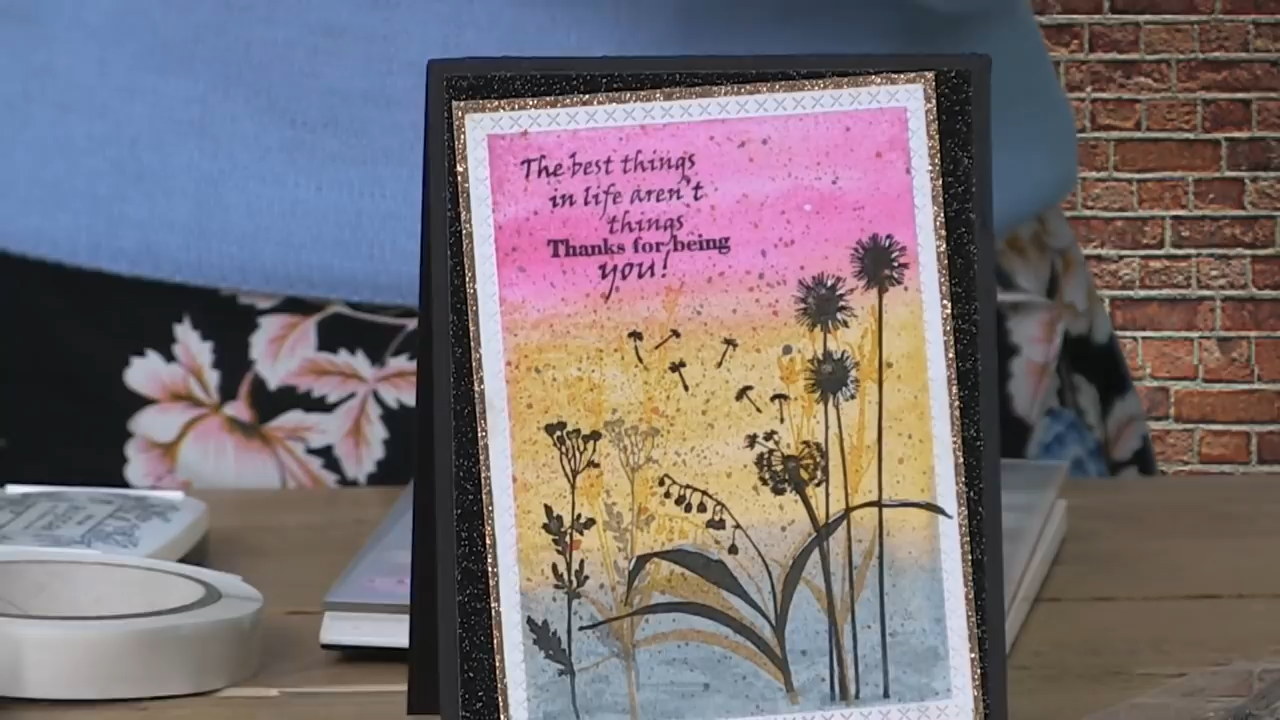 The best things
in life aren't
things
Thanks for being
you!